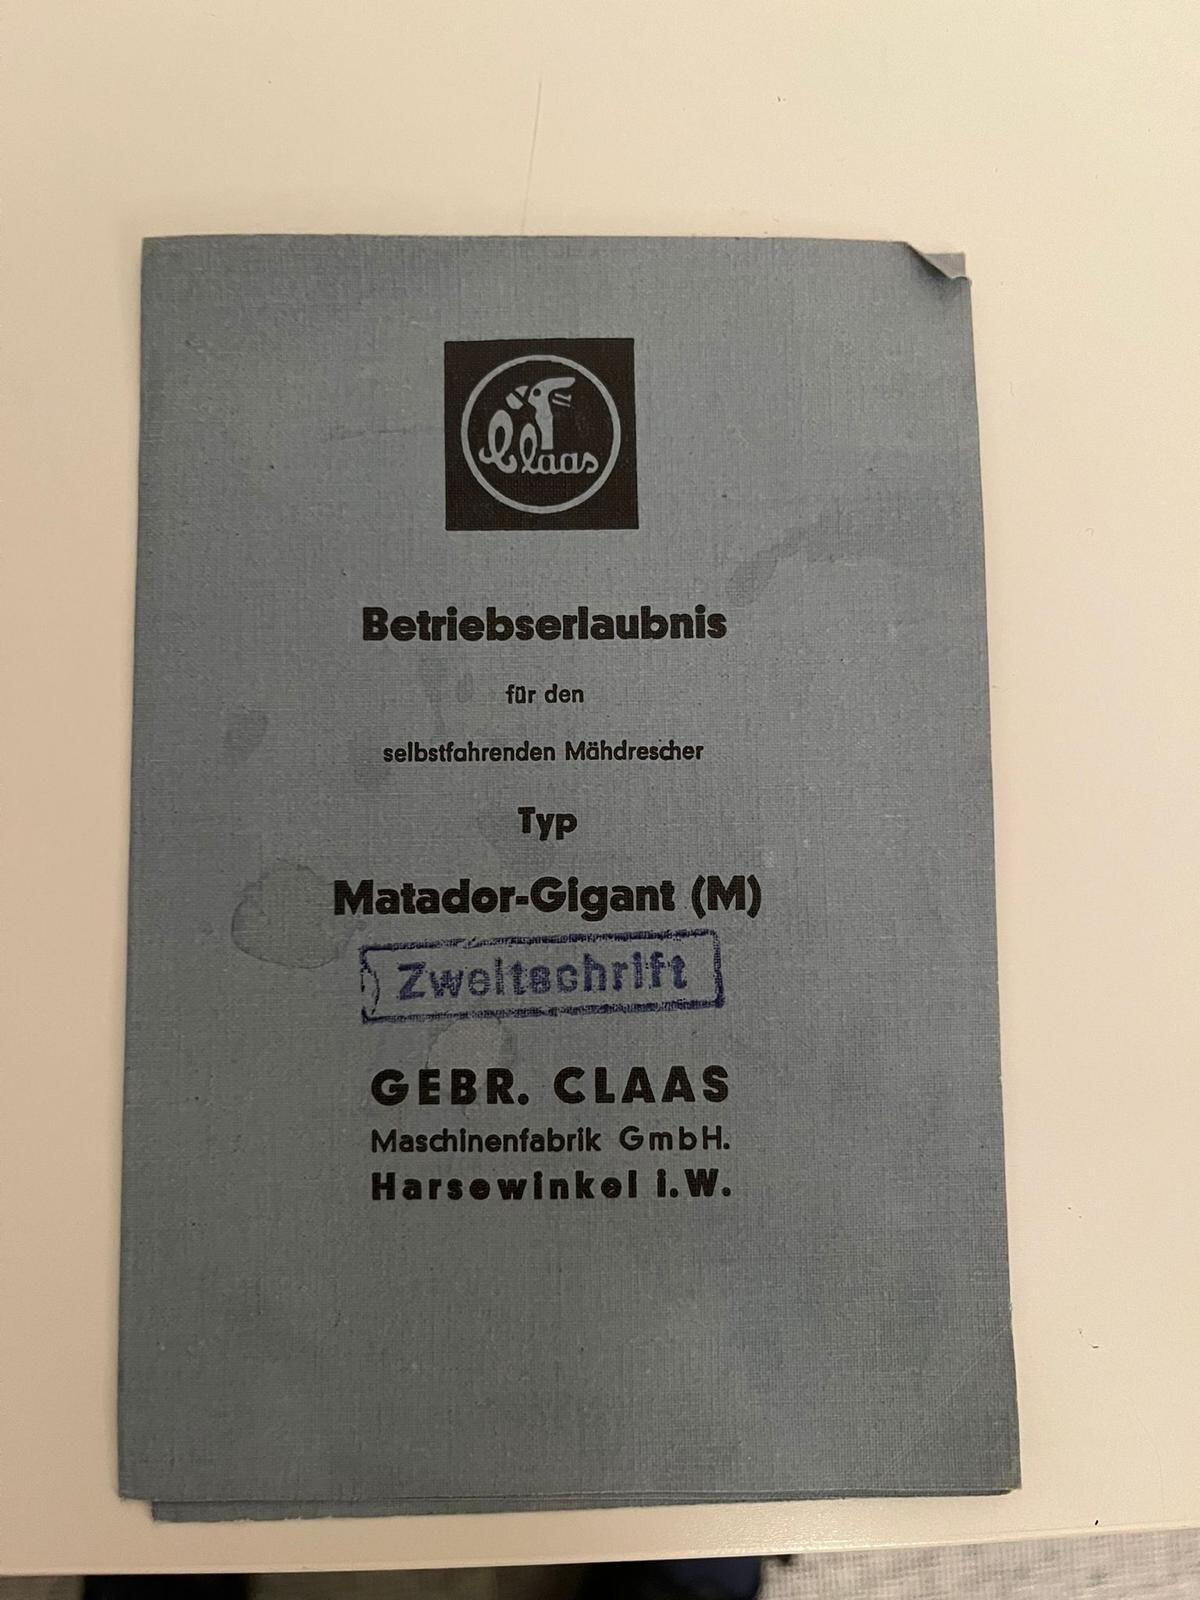 Claas
Betriebserlaubnis
für den
selbstfahrenden Mähdrescher
Typ
Matador-Gigant (M)
Zweitschrift
GEBR. CLAAS
Maschinenfabrik GmbH.
Harsewinkel i.W.